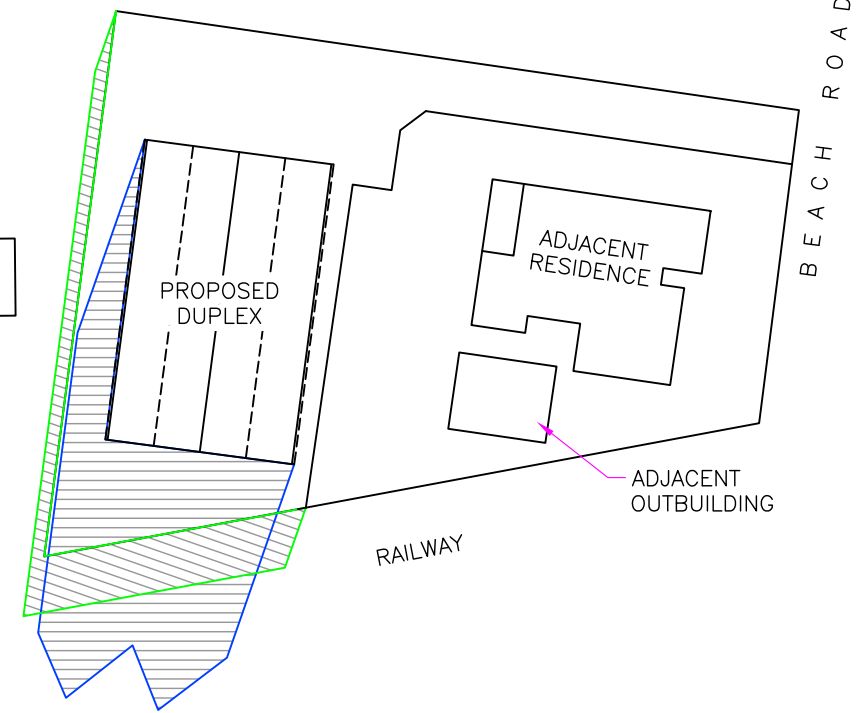 BEACH ROAD
ADJACENT
RESIDENCE
PROPOSED
DUPLEX
ADJACENT
OUTBUILDING
RAILWAY